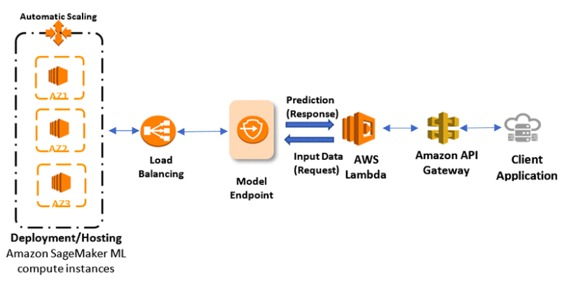 Automatic Scaling
AZ1
AZ2
AZ3
Deployment/Hosting
Amazon SageMaker ML
compute instances
Load
Balancing
Model
Endpoint
Prediction
(Response)
Input Data
(Request)
AWS
Lambda
Amazon API
Gateway
Client
Application